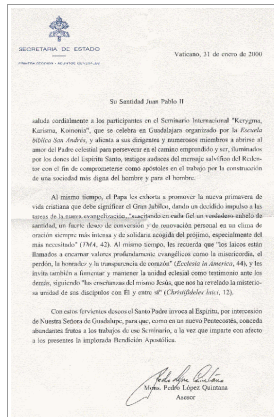 SECRETARIA DE ESTADO
PRIMERA SECCION - ASUNTOS GENERALES
Vaticano, 31 de enero de 2000
Su Santidad Juan Pablo II
saluda cordialmente a los participantes en el Seminario Internacional "Kerygma,
Karisma, Koinonia", que se celebra en Guadalajara organizado por la Escuela
bíblica San Andrés, y alienta a sus dirigentes y numerosos miembros a abrirse al
amor del Padre celestial para perseverar en el camino emprendido y ser, iluminados
por los dones del Espíritu Santo, testigos audaces del mensaje salvífico del Reden-
tor con el fin de comprometerse como apóstoles en el trabajo por la construcción
de una sociedad más digna del hombre y para el hombre.
Al mismo tiempo, el Papa les exhorta a promover la nueva primavera de
vida cristiana que debe significar el Gran Jubileo, dando un decidido impulso a las
tareas de la nueva evangelización, "suscitando en cada fiel un verdadero anhelo de
santidad, un fuerte deseo de conversión y de renovación personal en un clima de
oración siempre más intensa y de solidaria acogida del prójimo, especialmente del
más necesitado" (TMA, 42). Al mismo tiempo, les recuerda que "los laicos están
llamados a encarnar valores profundamente evangélicos como la misericordia, el
perdón, la honradez y la transparencia de corazón" (Ecclesia in America, 44), y les
invita también a fomentar y mantener la unidad eclesial como testimonio ante los
demás, siguiendo "las enseñanzas del mismo Jesús, que nos ha revelado la misterio-
sa unidad de sus discípulos con Él y entre sí" (Christifideles laici, 12).
Con estos fervientes deseos el Santo Padre invoca al Espíritu, por intercesión
de Nuestra Señora de Guadalupe, para que, como en un nuevo Pentecostés, conceda
abundantes frutos a los trabajos de ese Seminario, a la vez que imparte con afecto
a los presentes la implorada Bendición Apostólica.
Mons. Pedro López Quintana
Asesor